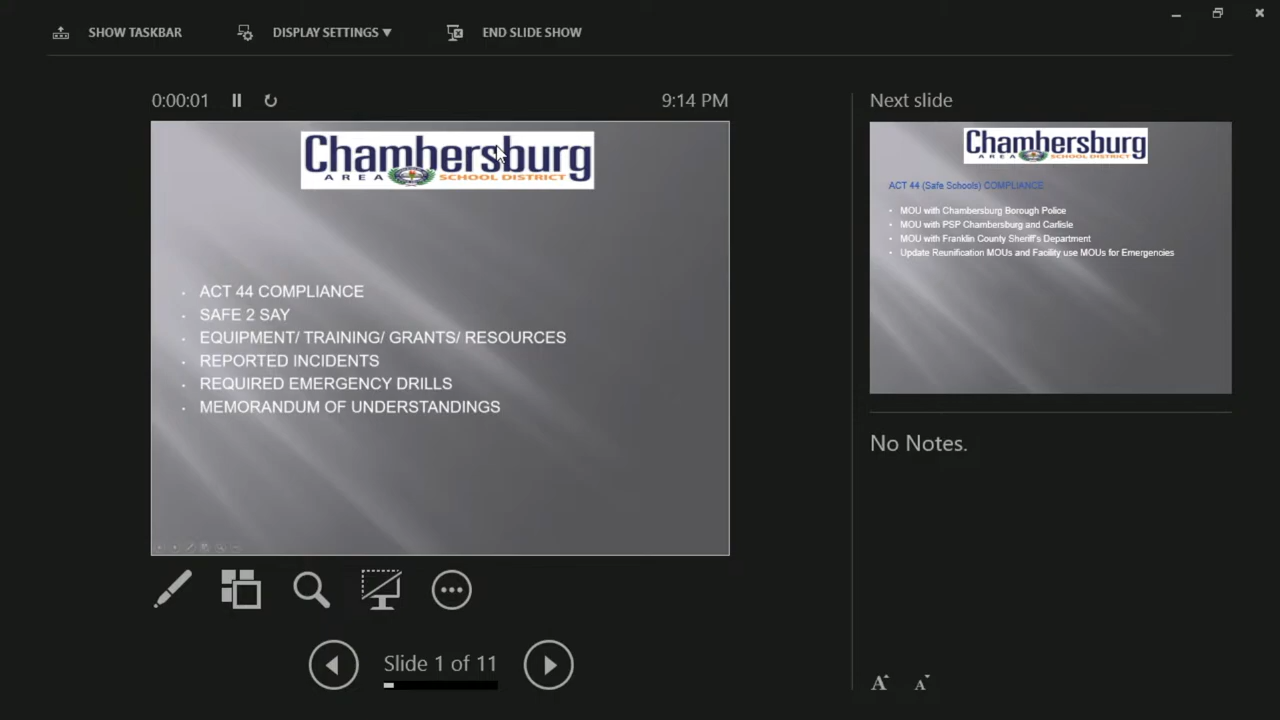 SHOW TASKBAR
DISPLAY SETTINGS ▼
END SLIDE SHOW
0:00:01
9:14 PM
Chambersburg
AREA SCHOOL DISTRICT
• ACT 44 COMPLIANCE
• SAFE 2 SAY
• EQUIPMENT/ TRAINING/ GRANTS/ RESOURCES
• REPORTED INCIDENTS
• REQUIRED EMERGENCY DRILLS
• MEMORANDUM OF UNDERSTANDINGS
Slide 1 of 11
Next slide
Chambersburg
AREA SCHOOL DISTRICT
ACT 44 (Safe Schools) COMPLIANCE
• MOU with Chambersburg Borough Police
• MOU with PSP Chambersburg and Carlisle
• MOU with Franklin County Sheriff's Department
• Update Reunification MOUs and Facility use MOUs for Emergencies
No Notes.
A A